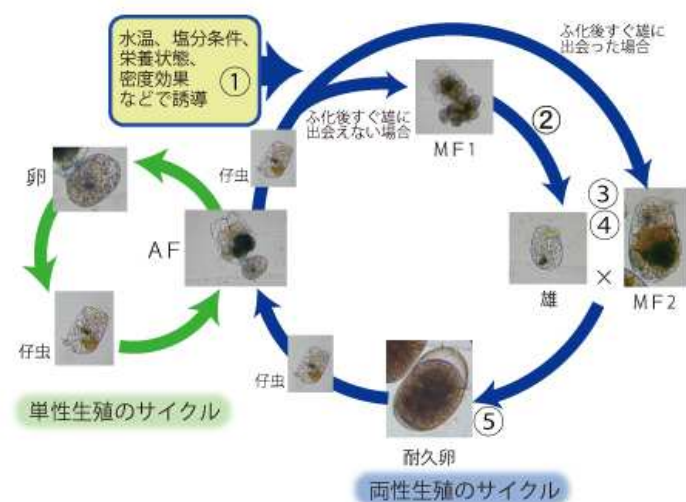 水温、塩分条件、
栄養状態、
密度効果
などで誘導
①
ふ化後すぐ雄に
出会った場合
ふ化後すぐ雄に
出会えない場合
MF1
②
卵
仔虫
AF
③
④
雄
×
MF2
仔虫
仔虫
⑤
単性生殖のサイクル
耐久卵
両性生殖のサイクル